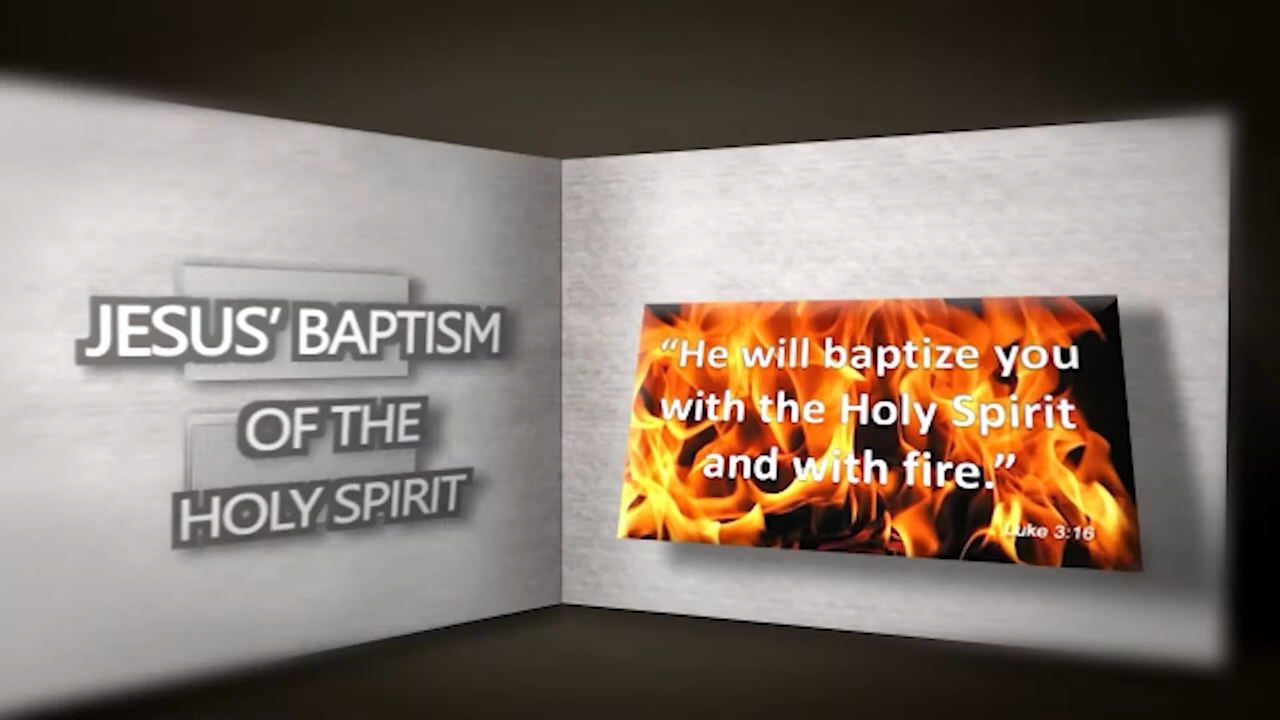 JESUS’ BAPTISM
OF THE
HOLY SPIRIT
“He will baptize you
with the Holy Spirit
and with fire.”
Luke 3:16